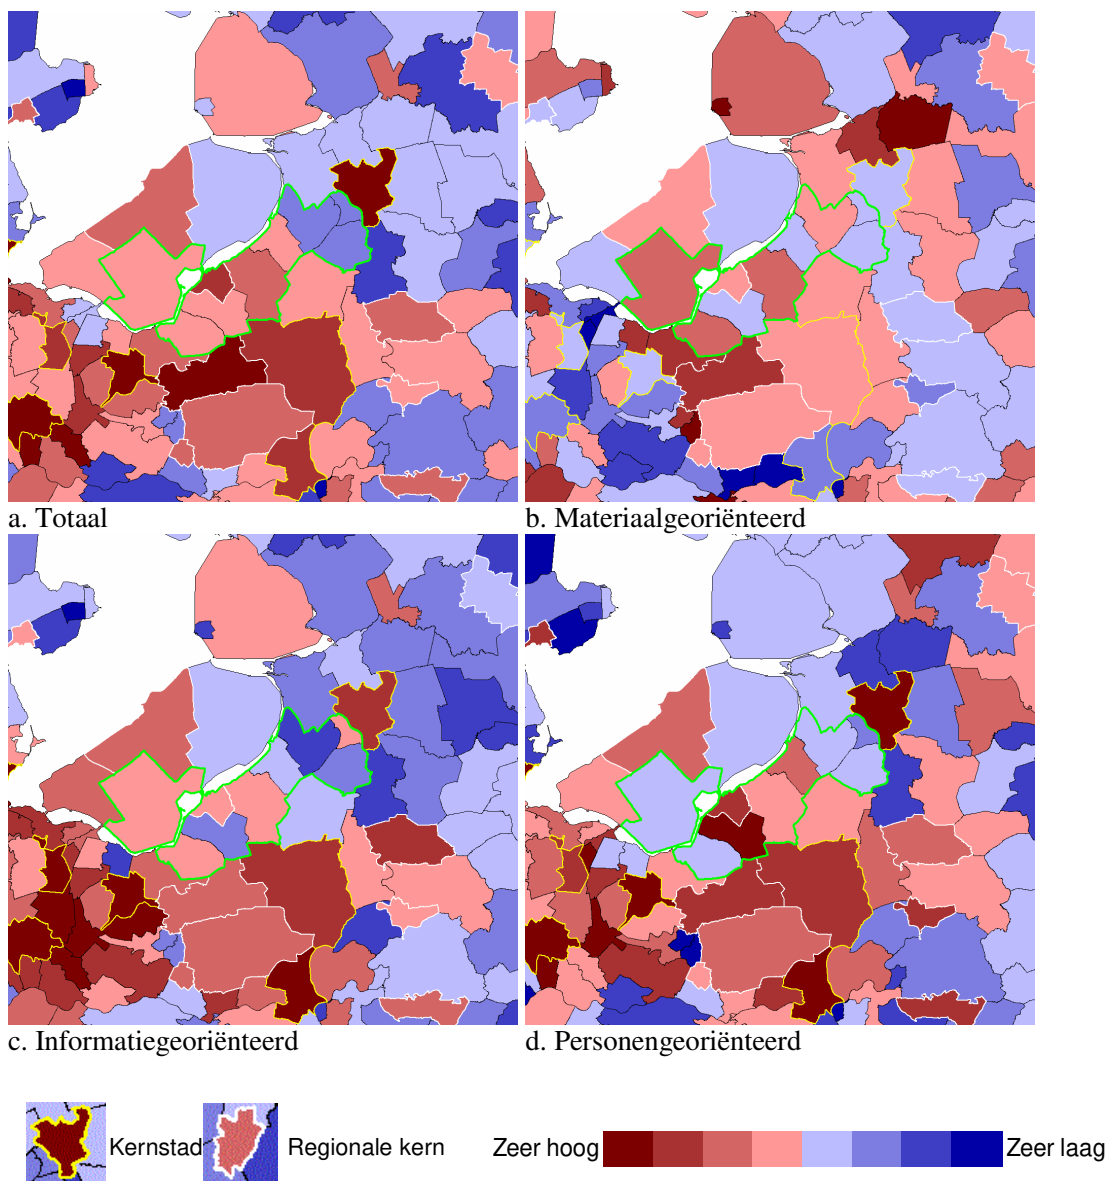 a. Totaal
b. Materiaalgeoriënteerd
c. Informatiegeoriënteerd
d. Personengeoriënteerd
Kernstad
Regionale kern
Zeer hoog
Zeer laag